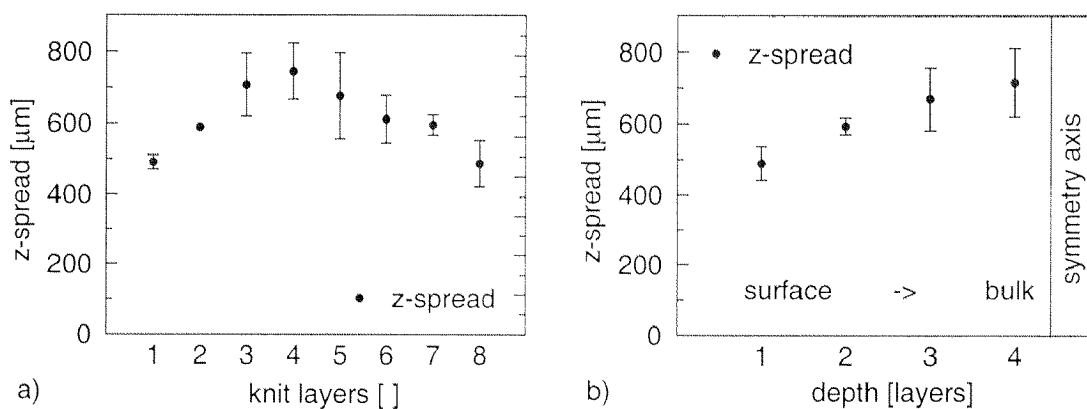 800
600
400
200
0
z-spread [µm]
z-spread
1 2 3 4 5 6 7 8
a) knit layers [ ]
800
600
400
200
0
z-spread [µm]
z-spread
surface -> bulk
symmetry axis
1 2 3 4
b) depth [layers]